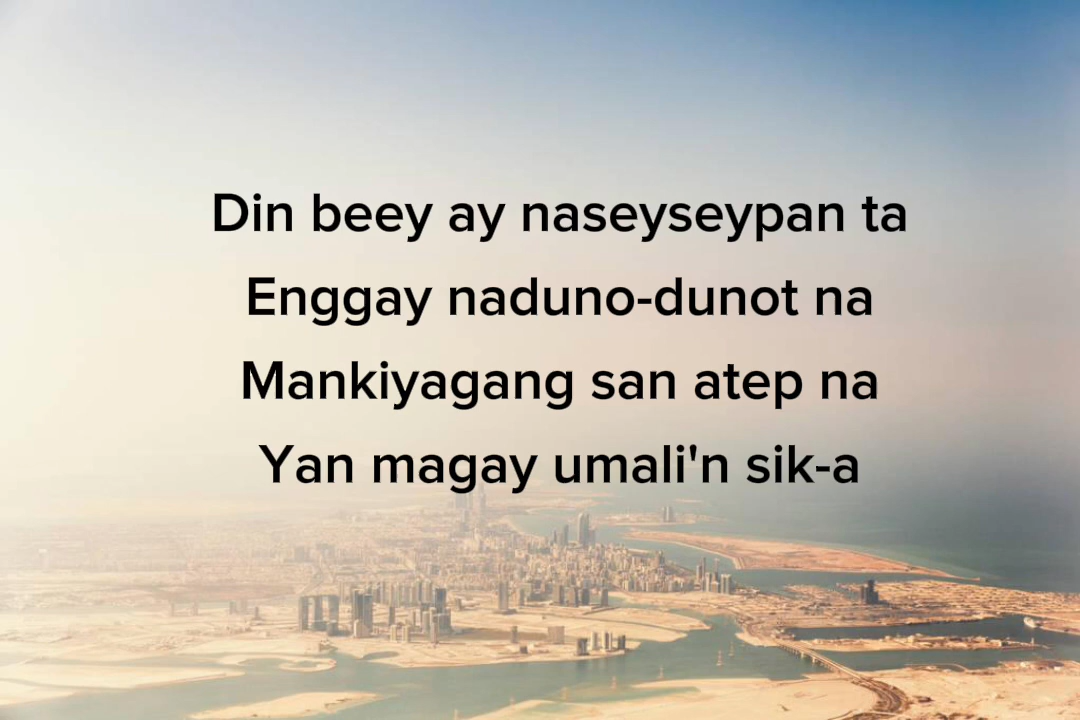 Din beey ay naseyseypan ta
Enggay naduno-dunot na
Mankiyagang san atep na
Yan magay umali'n sik-a